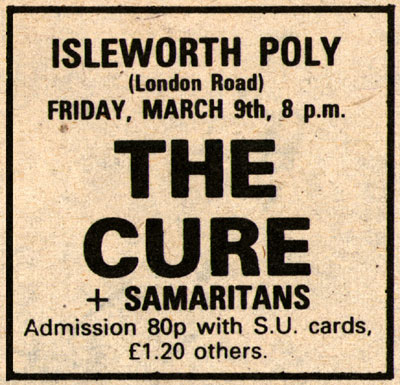 ISLEWORTH POLY
(London Road)
FRIDAY, MARCH 9th, 8 p.m.
THE
CURE
+ SAMARITANS
Admission 80p with S.U. cards,
£1.20 others.